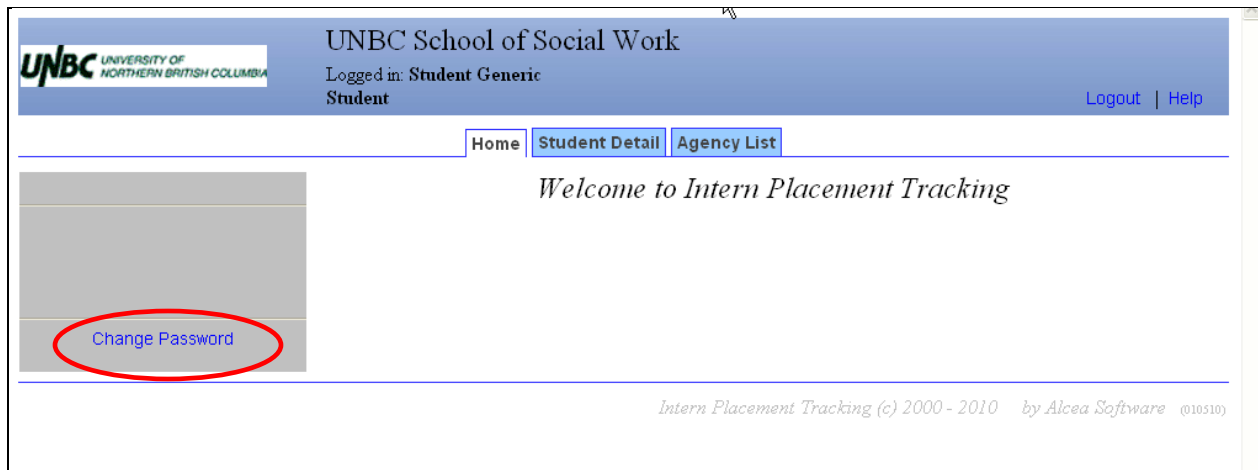 UNBC UNIVERSITY OF
NORTHERN BRITISH COLUMBIA
UNBC School of Social Work
Logged in: Student Generic
Student
Logout | Help
Home Student Detail Agency List
Welcome to Intern Placement Tracking
Change Password
Intern Placement Tracking (c) 2000 - 2010 by Alcea Software (010510)